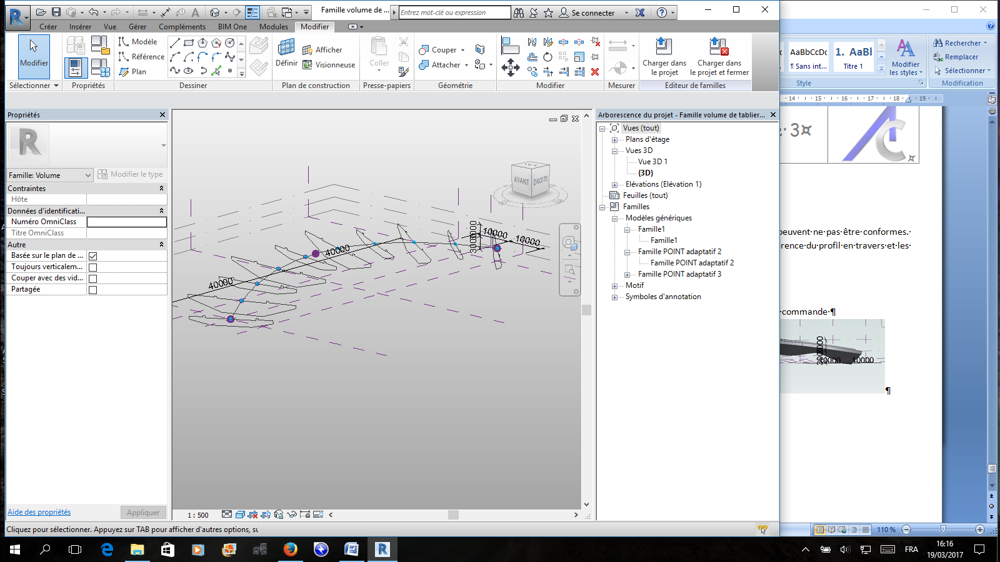 Famille volume de ...
Entrez mot-clé ou expression
Se connecter
Créer Insérer Vue Gérer Compléments BIM One Modules Modifier
Modifier
Sélectionner
Propriétés
Modèle
Référence
Plan
Dessiner
Définir
Afficher
Visionneuse
Plan de construction
Coller
Presse-papiers
Couper
Attacher
Géométrie
Modifier
Mesurer
Charger dans
le projet
Charger dans
le projet et fermer
Editeur de familles
Propriétés
R
Famille: Volume
Modifier le type
Contraintes
Hôte
Données d'identificati...
Numéro OmniClass
Titre OmniClass
Autre
Basée sur le plan de ...
Toujours verticalem...
Couper avec des vid...
Partagée
Aide des propriétés
Appliquer
AVANT
DROITE
40000
40000
10000
10000
1 : 500
Arborescence du projet - Famille volume de tablier...
Vues (tout)
Plans d'étage
Vues 3D
Vue 3D 1
{3D}
Elévations (Elévation 1)
Feuilles (tout)
Familles
Modèles génériques
Famille1
Famille1
Famille POINT adaptatif 2
Famille POINT adaptatif 2
Famille POINT adaptatif 3
Motif
Symboles d'annotation
Cliquez pour sélectionner. Appuyez sur TAB pour afficher d'autres options, su
AaBbCcDc
¶ Sans int...
1. AaBl
Titre 1
Modifier
les styles
Style
Rechercher
Remplacer
Sélectionner
Modification
14 15 16 17 18 19
3¤
peuvent·ne·pas·être·conformes.·
érence·du·profil·en·travers·et·les·
commande·¶
10000
¶
110 %
FRA
16:16
19/03/2017